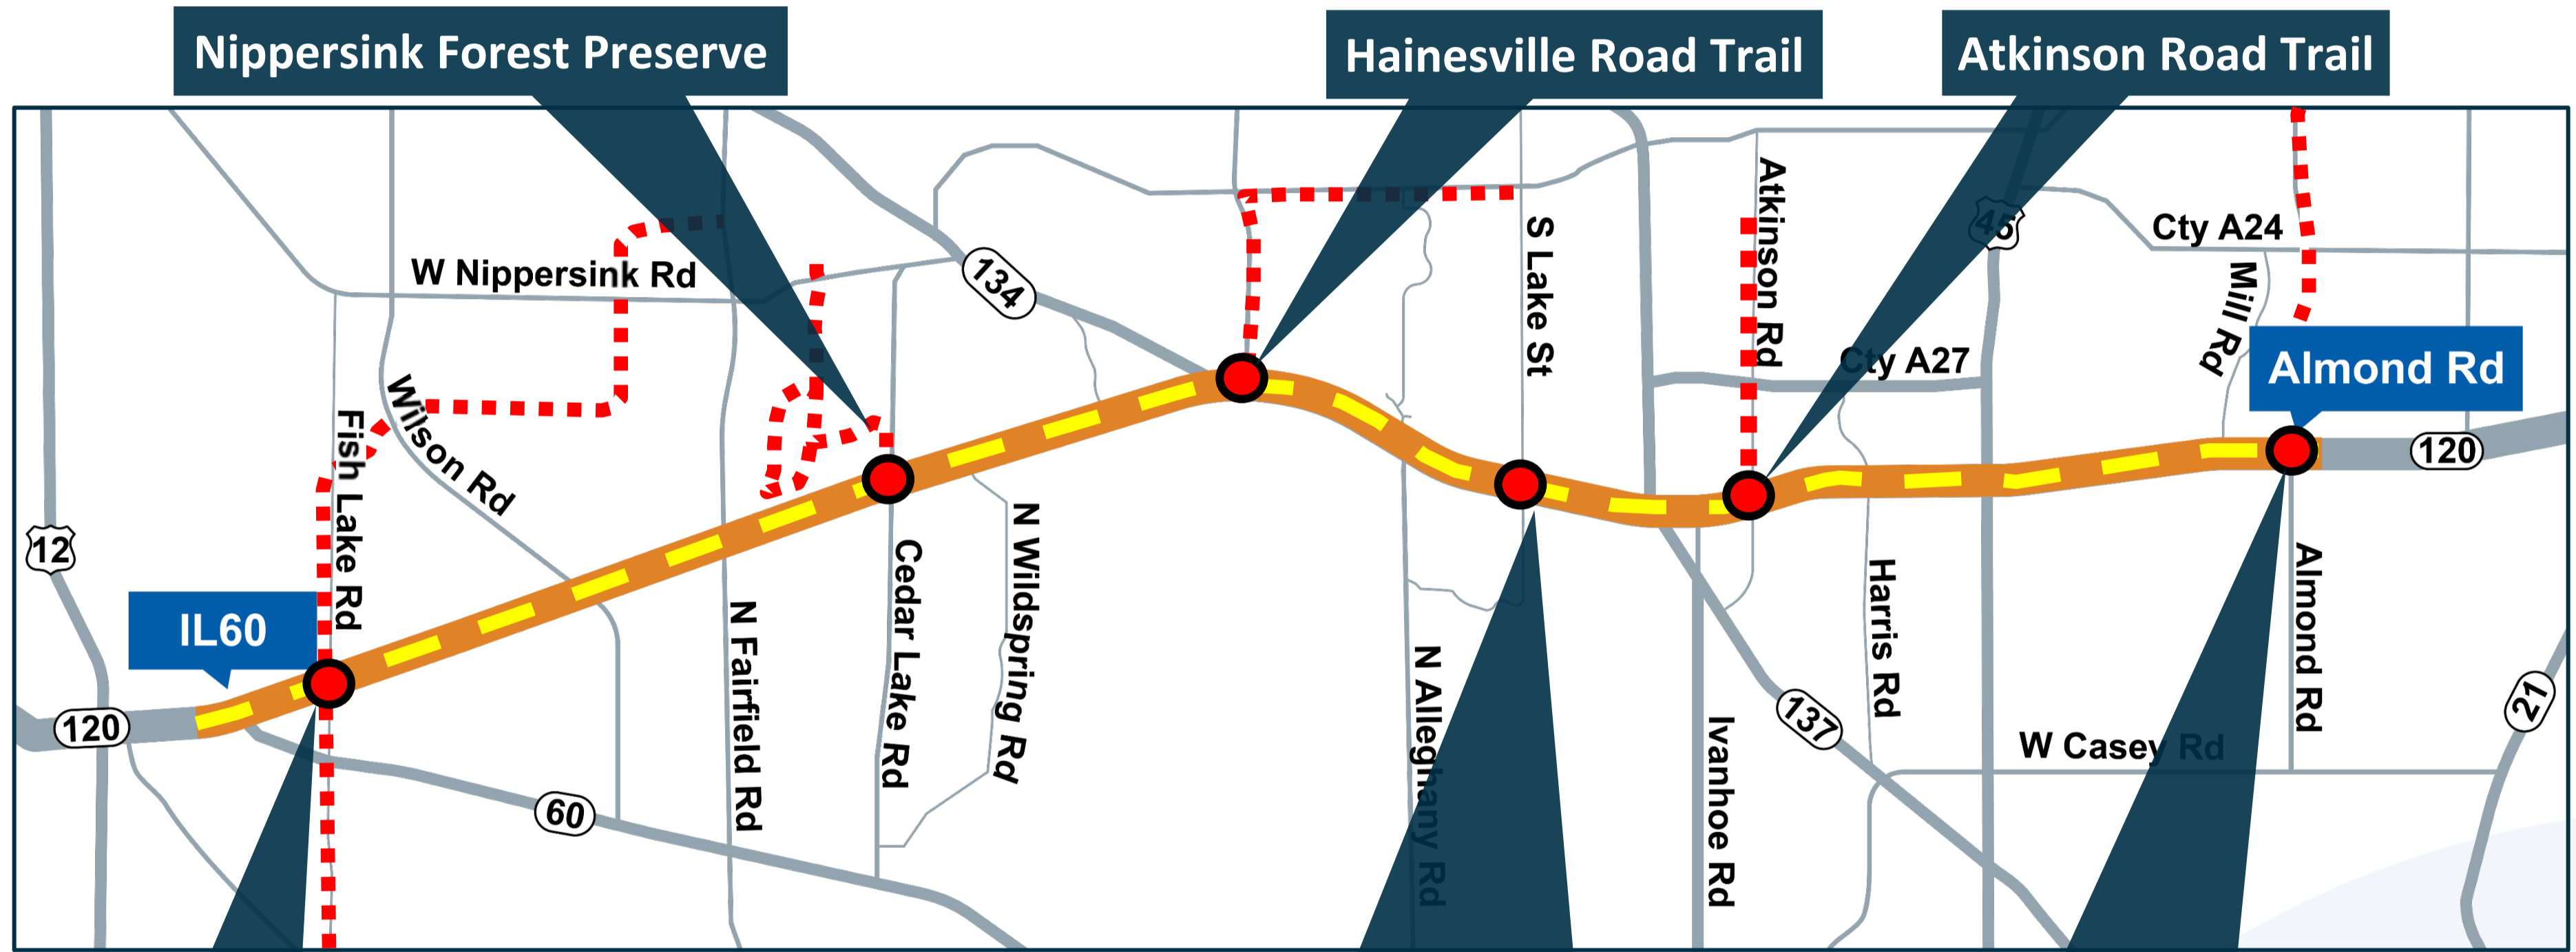 Nippersink Forest Preserve
Hainesville Road Trail
Atkinson Road Trail
W Nippersink Rd
134
S Lake St
Atkinson Rd
45
Cty A24
Mill Rd
Cty A27
Almond Rd
120
Fish Lake Rd
Wilson Rd
12
IL60
120
60
N Fairfield Rd
Cedar Lake Rd
N Wildspring Rd
N Alleghany Rd
Ivanhoe Rd
137
Harris Rd
W Casey Rd
Almond Rd
21